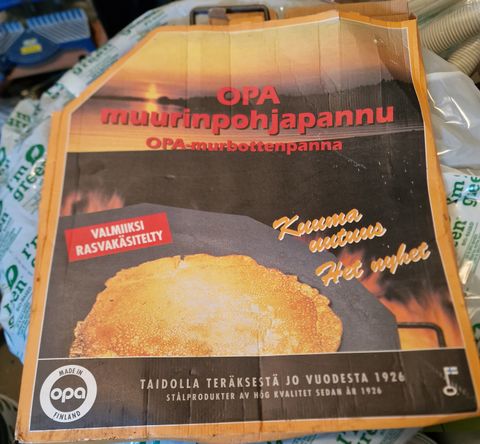 OPA
muurinpohjapannu
OPA-murbottenpanna
VALMIIKSI
RASVAKÄSITELTY
Kuuma
uutuus
Het nyhet
MADE IN
opa
FINLAND
TAIDOLLA TERÄKSESTÄ JO VUODESTA 1926
STÅLPRODUKTER AV HÖG KVALITET SEDAN ÅR 1926
I'm
green